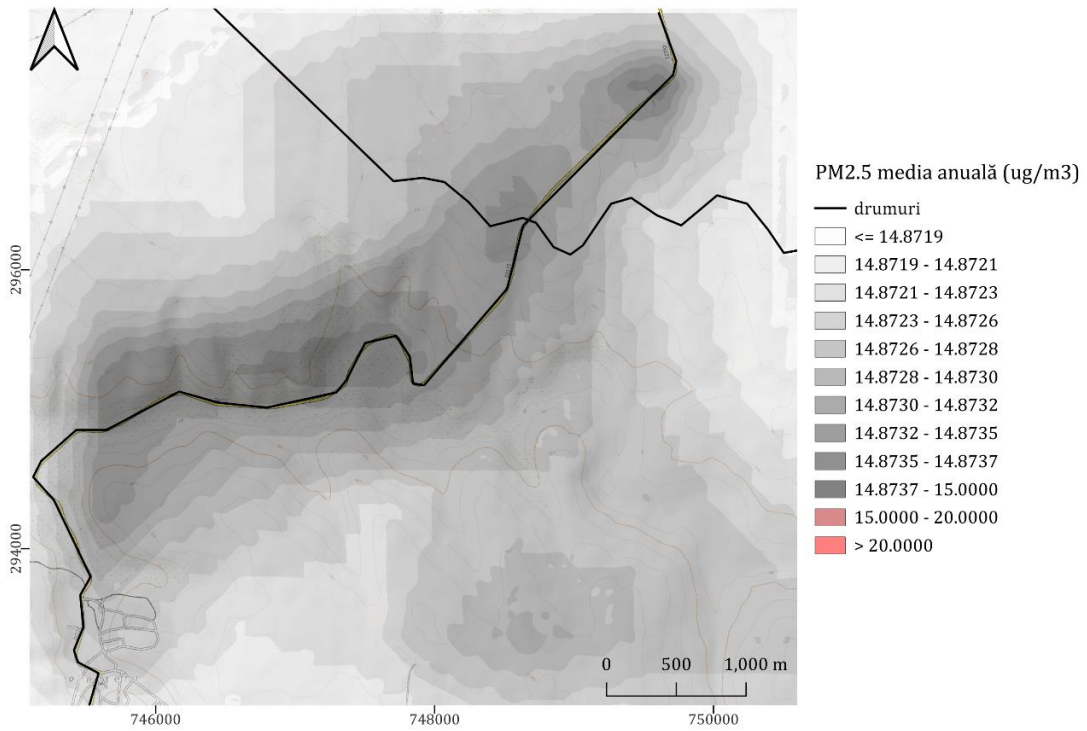 PM2.5 media anuală (ug/m3)
drumuri
<= 14.8719
14.8719 - 14.8721
14.8721 - 14.8723
14.8723 - 14.8726
14.8726 - 14.8728
14.8728 - 14.8730
14.8730 - 14.8732
14.8732 - 14.8735
14.8735 - 14.8737
14.8737 - 15.0000
15.0000 - 20.0000
> 20.0000
296000
294000
0 500 1,000 m
746000 748000 750000